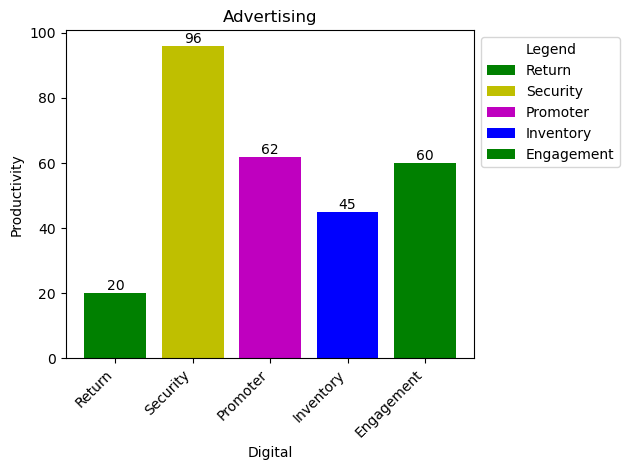 Advertising
Productivity
100
80
60
40
20
0
20
96
62
45
60
Return
Security
Promoter
Inventory
Engagement
Digital
Legend
Return
Security
Promoter
Inventory
Engagement